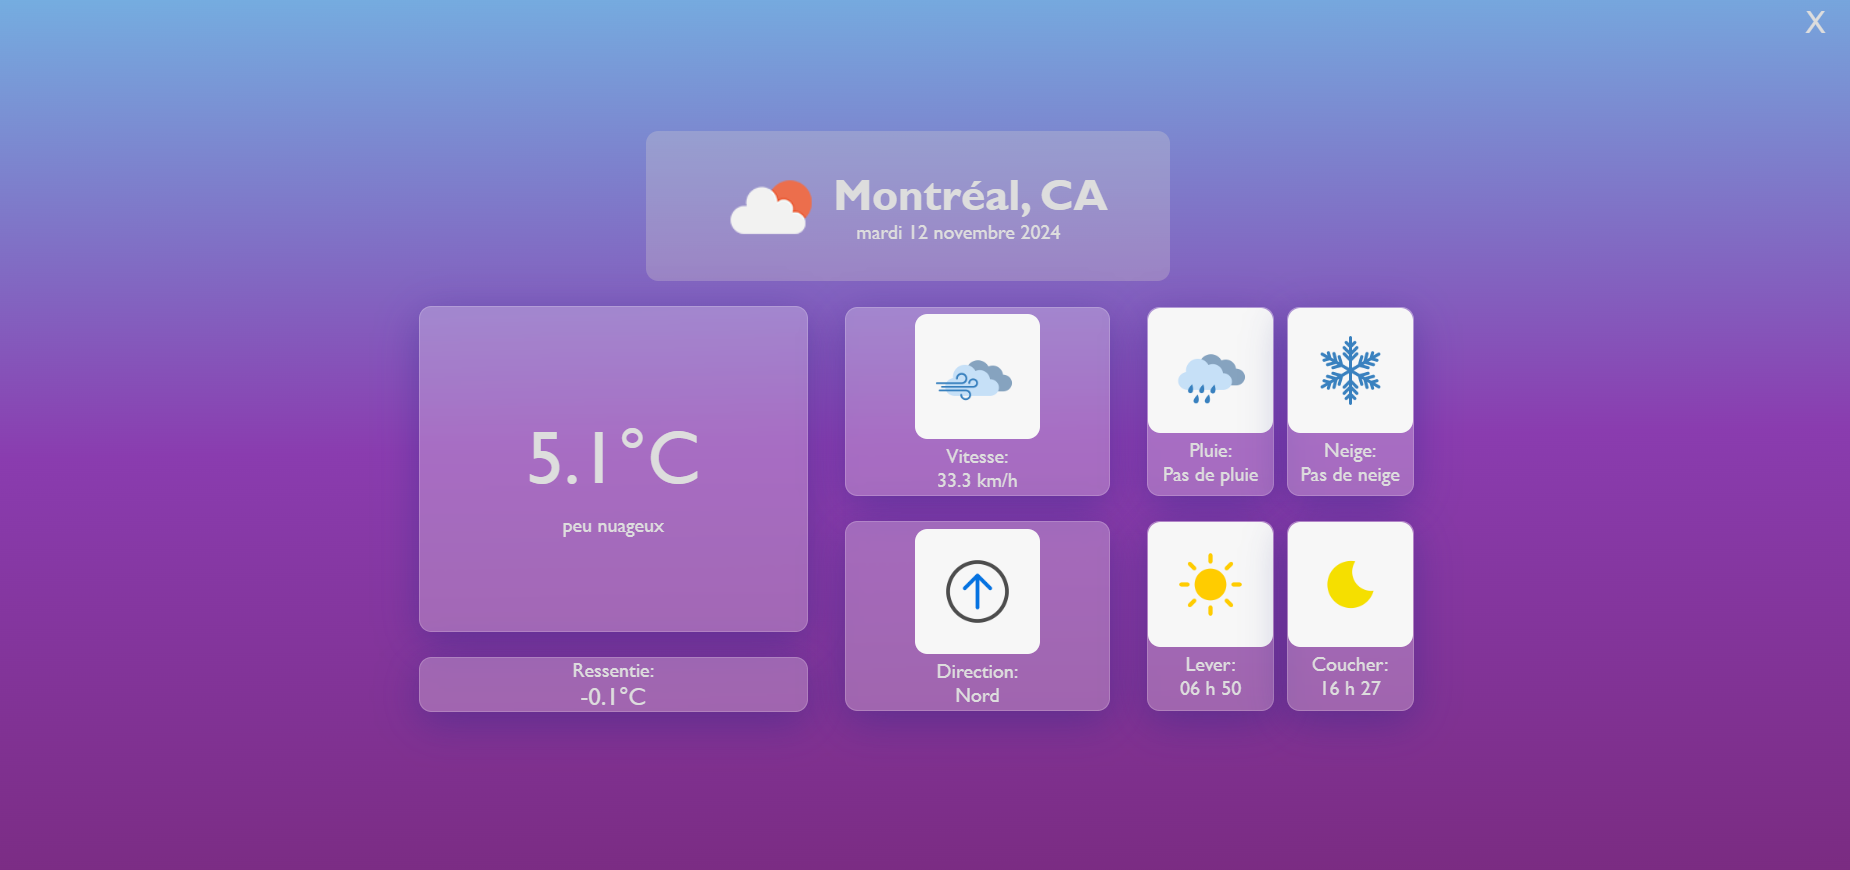 X
Montréal, CA
mardi 12 novembre 2024
5.1°C
peu nuageux
Ressentie:
-0.1°C
Vitesse:
33.3 km/h
Direction:
Nord
Pluie:
Pas de pluie
Neige:
Pas de neige
Lever:
06 h 50
Coucher:
16 h 27